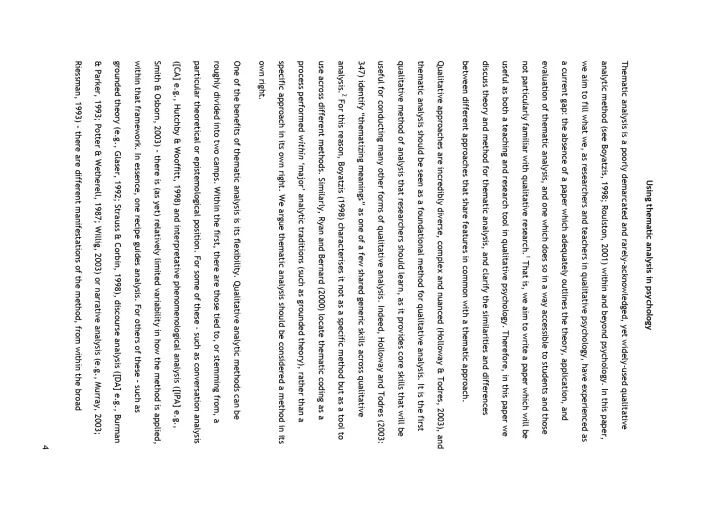 Using thematic analysis in psychology
Thematic analysis is a poorly demarcated and rarely-acknowledged, yet widely-used qualitative
analytic method (see Boyatzis, 1998; Roulston, 2001) within and beyond psychology. In this paper,
we aim to fill what we, as researchers and teachers in qualitative psychology, have experienced as
a current gap: the absence of a paper which adequately outlines the theory, application, and
evaluation of thematic analysis, and one which does so in a way accessible to students and those
not particularly familiar with qualitative research. 1 That is, we aim to write a paper which will be
useful as both a teaching and research tool in qualitative psychology. Therefore, in this paper we
discuss theory and method for thematic analysis, and clarify the similarities and differences
between different approaches that share features in common with a thematic approach.
Qualitative approaches are incredibly diverse, complex and nuanced (Holloway & Todres, 2003), and
thematic analysis should be seen as a foundational method for qualitative analysis. It is the first
qualitative method of analysis that researchers should learn, as it provides core skills that will be
useful for conducting many other forms of qualitative analysis. Indeed, Holloway and Todres (2003:
347) identify "thematizing meanings" as one of a few shared generic skills across qualitative
analysis. 2 For this reason, Boyatzis (1998) characterises it not as a specific method but as a tool to
use across different methods. Similarly, Ryan and Bernard (2000) locate thematic coding as a
process performed within 'major' analytic traditions (such as grounded theory), rather than a
specific approach in its own right. We argue thematic analysis should be considered a method in its
own right.
One of the benefits of thematic analysis is its flexibility. Qualitative analytic methods can be
roughly divided into two camps. Within the first, there are those tied to, or stemming from, a
particular theoretical or epistemological position. For some of these - such as conversation analysis
([CA] e.g., Hutchby & Wooffitt, 1998) and interpretative phenomenological analysis ([IPA] e.g.,
Smith & Osborn, 2003) - there is (as yet) relatively limited variability in how the method is applied,
within that framework. In essence, one recipe guides analysis. For others of these - such as
grounded theory (e.g., Glaser, 1992; Strauss & Corbin, 1998), discourse analysis ([DA] e.g., Burman
& Parker, 1993; Potter & Wetherell, 1987; Willig, 2003) or narrative analysis (e.g., Murray, 2003;
Riessman, 1993) - there are different manifestations of the method, from within the broad
4